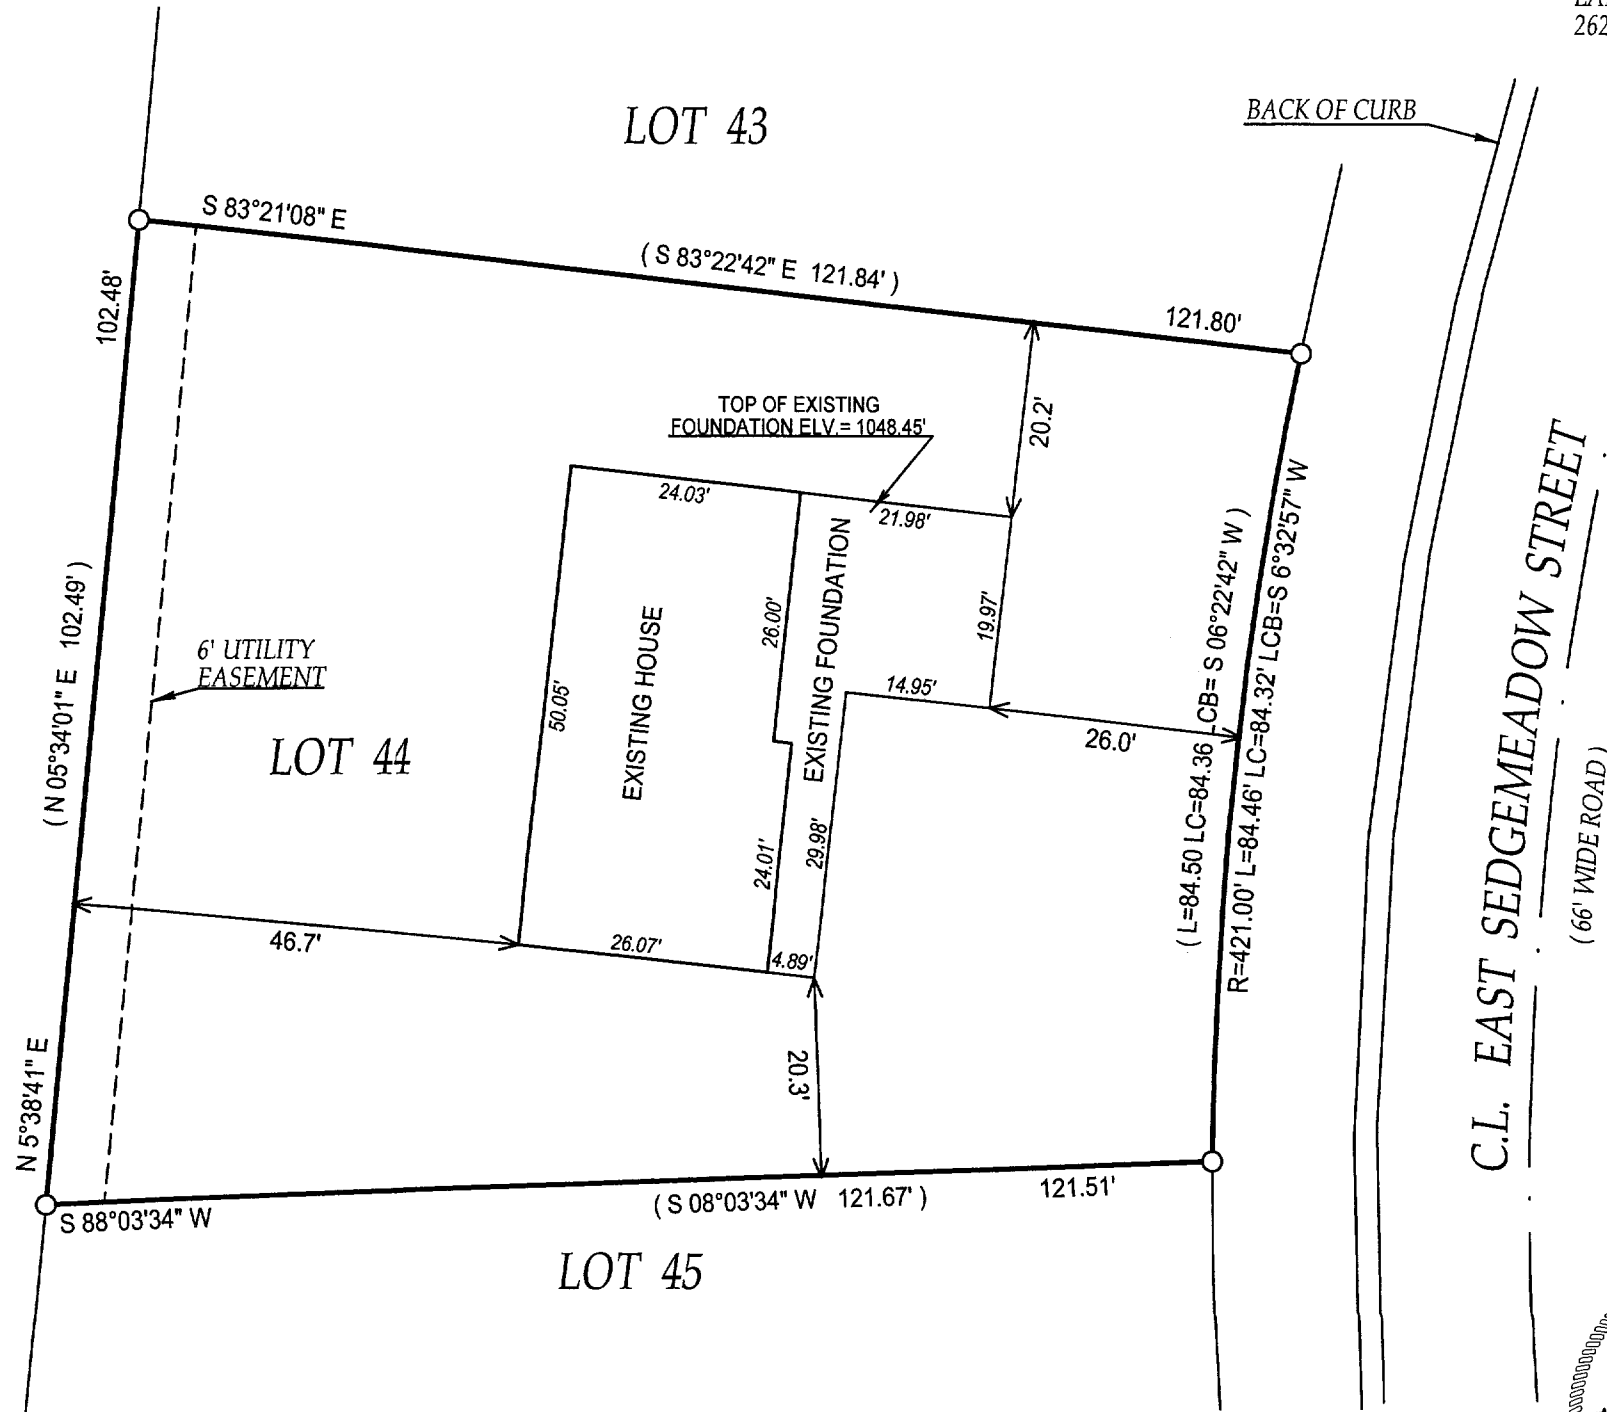 262
LOT 43
BACK OF CURB
S 83°21'08" E
( S 83°22'42" E 121.84' )
121.80'
102.48'
TOP OF EXISTING
FOUNDATION ELV.= 1048.45'
20.2'
24.03'
21.98'
( N 05°34'01" E 102.49' )
6' UTILITY
EASEMENT
50.05'
EXISTING HOUSE
26.00'
EXISTING FOUNDATION
19.97'
14.95'
26.0'
( L=84.50 LC=84.36 LCB= S 06°22'42" W )
R=421.00' L=84.46' LC=84.32' LCB=S 6°32'57" W
C.L. EAST SEDGEMEADOW STREET
( 66' WIDE ROAD )
LOT 44
24.01'
29.98'
46.7'
26.07'
4.89'
20.3'
N 5°38'41" E
S 88°03'34" W
( S 08°03'34" W 121.67' )
121.51'
LOT 45